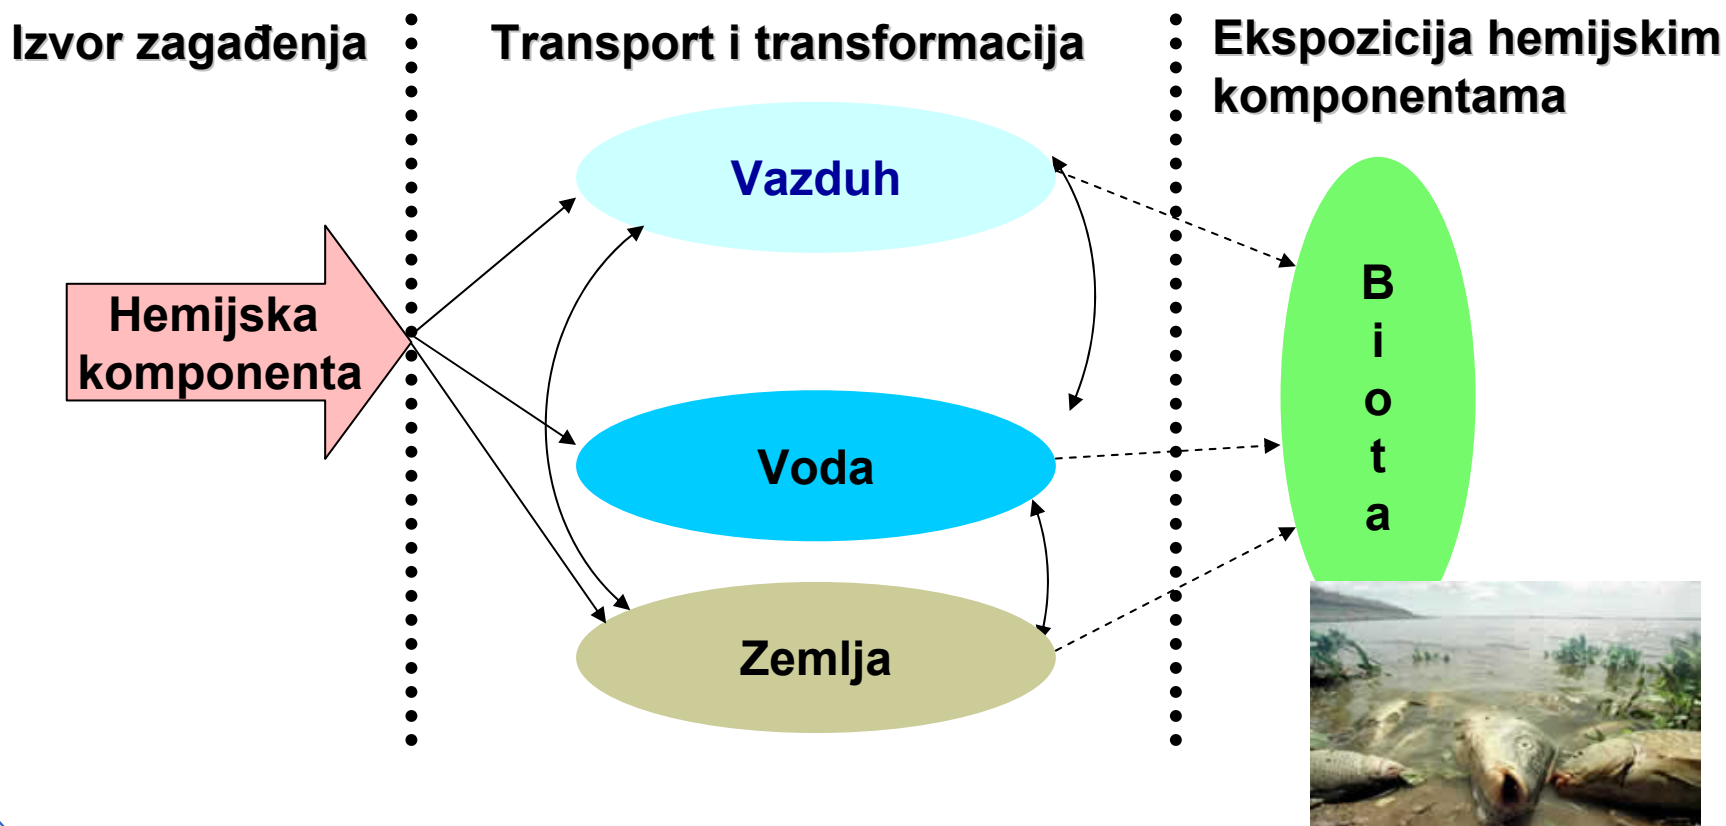 Izvor zagađenja
Transport i transformacija
Ekspozicija hemijskim
komponentama
Hemijska
komponenta
Vazduh
Voda
Zemlja
B
i
o
t
a